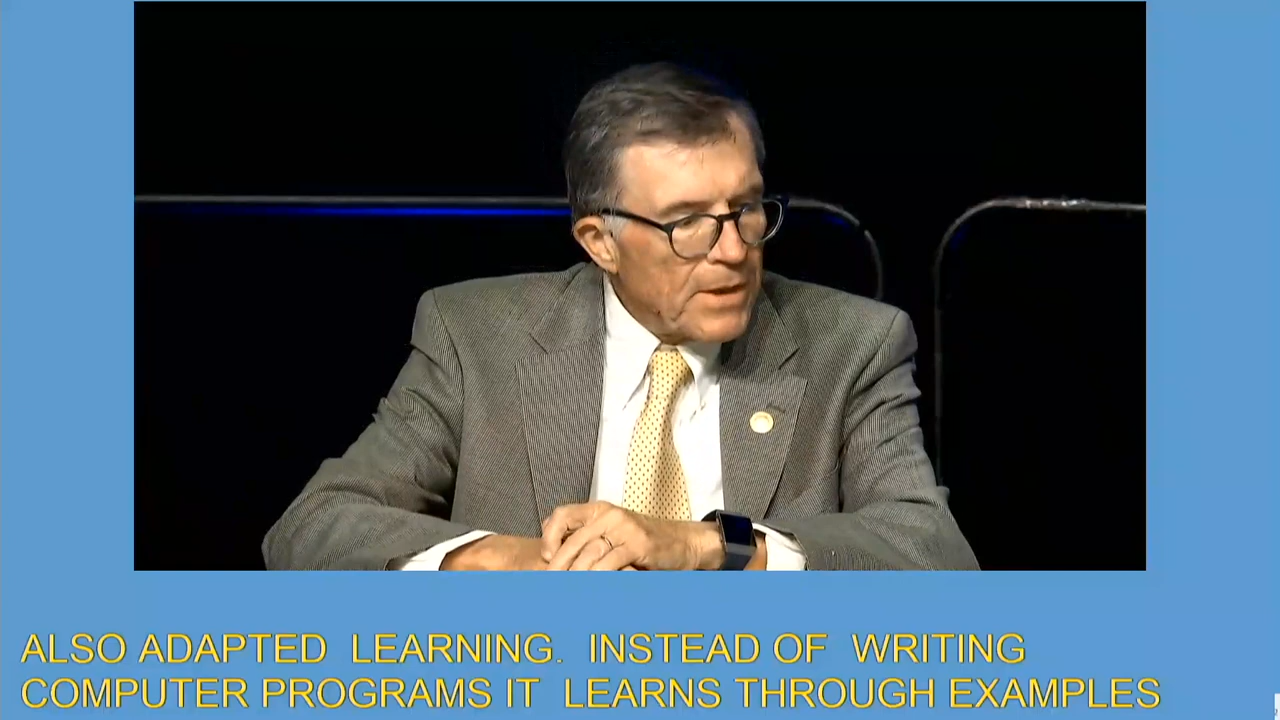 ALSO ADAPTED LEARNING. INSTEAD OF WRITING
COMPUTER PROGRAMS IT LEARNS THROUGH EXAMPLES